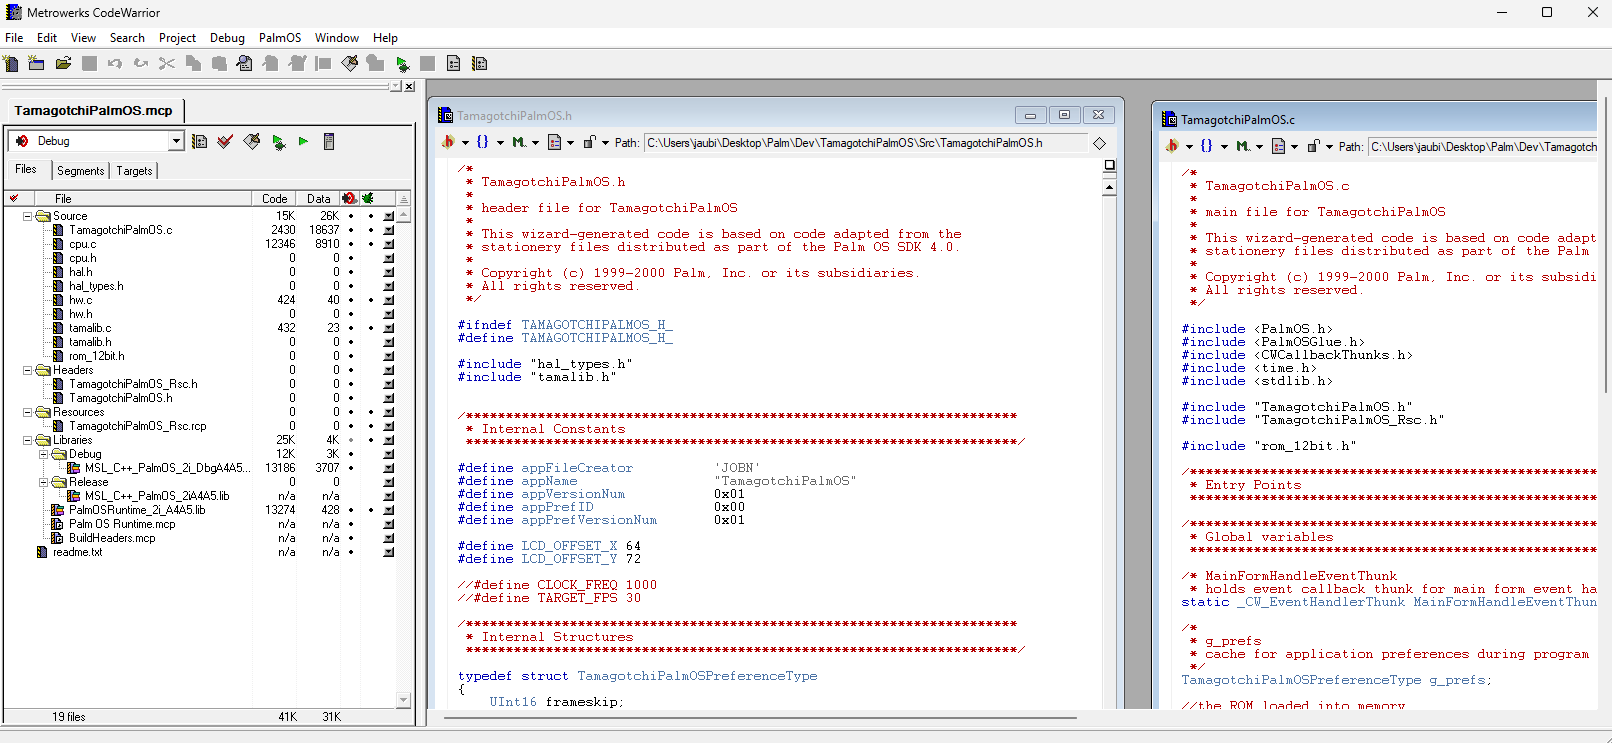 Metrowerks CodeWarrior
File Edit View Search Project Debug PalmOS Window Help
TamagotchiPalmOS.mcp
Debug
Files Segments Targets
File Code Data
Source 15K 26K
TamagotchiPalmOS.c 2430 18637
cpu.c 12346 8910
cpu.h 0 0
hal.h 0 0
hal_types.h 0 0
hw.c 424 40
hw.h 0 0
tamalib.c 432 23
tamalib.h 0 0
rom_12bit.h 0 0
Headers 0 0
TamagotchiPalmOS_Rsc.h 0 0
TamagotchiPalmOS.h 0 0
Resources 0 0
TamagotchiPalmOS_Rsc.rcp 0 0
Libraries 25K 4K
Debug 12K 3K
MSL_C++_PalmOS_2i_DbgA4A5... 13186 3707
Release 0 0
MSL_C++_PalmOS_2iA4A5.lib n/a n/a
PalmOSRuntime_2i_A4A5.lib 13274 428
Palm OS Runtime.mcp n/a n/a
BuildHeaders.mcp n/a n/a
readme.txt n/a n/a
19 files 41K 31K
TamagotchiPalmOS.h
Path: C:\Users\jaubi\Desktop\Palm\Dev\TamagotchiPalmOS\Src\TamagotchiPalmOS.h
/*
* TamagotchiPalmOS.h
*
* header file for TamagotchiPalmOS
*
* This wizard-generated code is based on code adapted from the
* stationery files distributed as part of the Palm OS SDK 4.0.
*
* Copyright (c) 1999-2000 Palm, Inc. or its subsidiaries.
* All rights reserved.
*/
#ifndef TAMAGOTCHIPALMOS_H_
#define TAMAGOTCHIPALMOS_H_
#include "hal_types.h"
#include "tamalib.h"
/*********************************************************************
* Internal Constants
*********************************************************************/
#define appFileCreator 'JOBN'
#define appName "TamagotchiPalmOS"
#define appVersionNum 0x01
#define appPrefID 0x00
#define appPrefVersionNum 0x01
#define LCD_OFFSET_X 64
#define LCD_OFFSET_Y 72
//#define CLOCK_FREQ 1000
//#define TARGET_FPS 30
/*********************************************************************
* Internal Structures
*********************************************************************/
typedef struct TamagotchiPalmOSPreferenceType
{
UInt16 frameskip;
TamagotchiPalmOS.c
Path: C:\Users\jaubi\Desktop\Palm\Dev\Tamagotch
/*
* TamagotchiPalmOS.c
*
* main file for TamagotchiPalmOS
*
* This wizard-generated code is based on code adapt
* stationery files distributed as part of the Palm
*
* Copyright (c) 1999-2000 Palm, Inc. or its subsidi
* All rights reserved.
*/
#include <PalmOS.h>
#include <PalmOSGlue.h>
#include <CWCallbackThunks.h>
#include <time.h>
#include <stdlib.h>
#include "TamagotchiPalmOS.h"
#include "TamagotchiPalmOS_Rsc.h"
#include "rom_12bit.h"
/***************************************************
* Entry Points
***************************************************
/***************************************************
* Global variables
***************************************************
/* MainFormHandleEventThunk
* holds event callback thunk for main form event ha
static _CW_EventHandlerThunk MainFormHandleEventThun
/*
* g_prefs
* cache for application preferences during program
*/
TamagotchiPalmOSPreferenceType g_prefs;
//the ROM loaded into memory